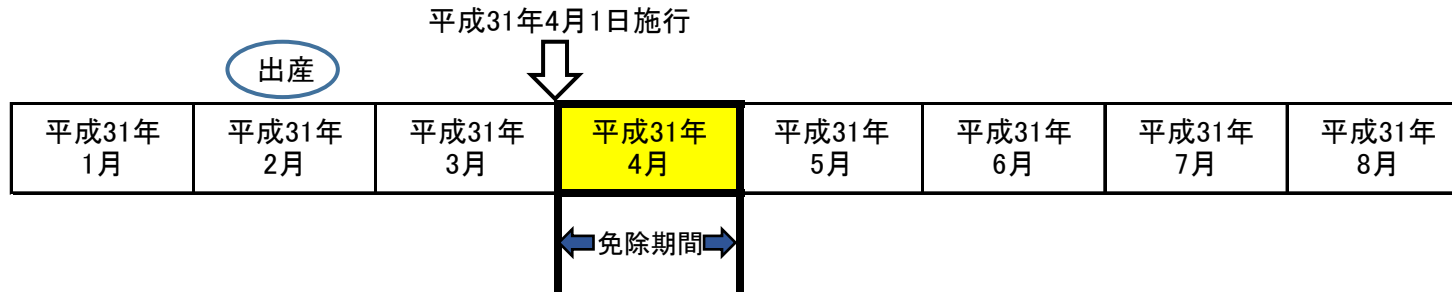 平成31年4月1日施行
出産
平成31年
1月
平成31年
2月
平成31年
3月
平成31年
4月
平成31年
5月
平成31年
6月
平成31年
7月
平成31年
8月
免除期間